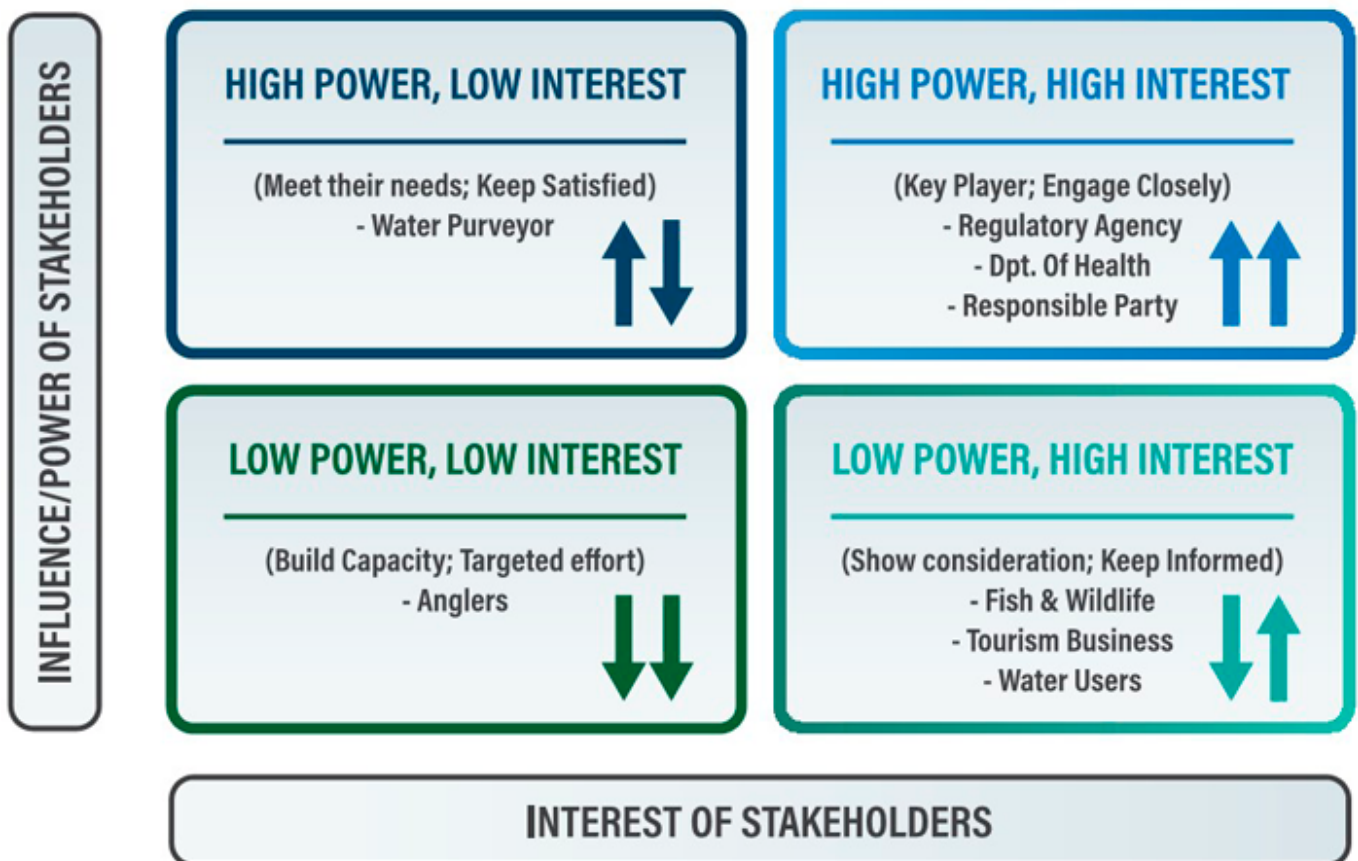 INFLUENCE/POWER OF STAKEHOLDERS
HIGH POWER, LOW INTEREST
(Meet their needs; Keep Satisfied)
- Water Purveyor
HIGH POWER, HIGH INTEREST
(Key Player; Engage Closely)
- Regulatory Agency
- Dpt. Of Health
- Responsible Party
LOW POWER, LOW INTEREST
(Build Capacity; Targeted effort)
- Anglers
LOW POWER, HIGH INTEREST
(Show consideration; Keep Informed)
- Fish & Wildlife
- Tourism Business
- Water Users
INTEREST OF STAKEHOLDERS